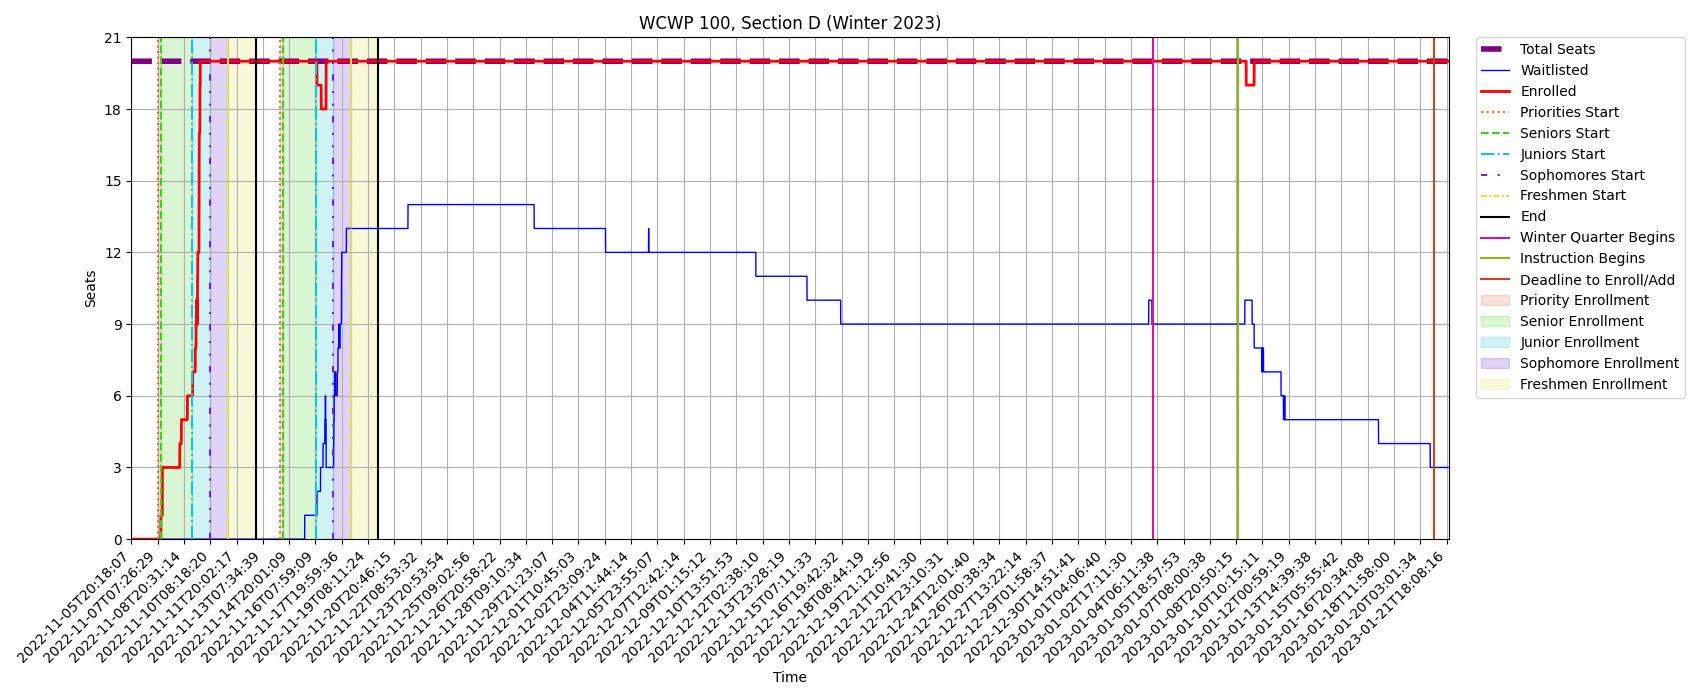 WCWP 100, Section D (Winter 2023)
Seats
21
18
15
12
9
6
3
0
2022-11-05T20:18:07
2022-11-07T07:26:29
2022-11-08T20:31:14
2022-11-10T08:18:20
2022-11-11T20:02:17
2022-11-13T07:34:39
2022-11-14T20:01:09
2022-11-16T07:59:09
2022-11-17T19:59:36
2022-11-19T08:11:24
2022-11-20T20:46:15
2022-11-22T08:53:32
2022-11-23T20:53:54
2022-11-25T09:02:56
2022-11-26T20:58:22
2022-11-28T09:10:34
2022-11-29T21:23:07
2022-12-01T10:45:03
2022-12-02T23:09:24
2022-12-04T11:44:14
2022-12-05T23:55:07
2022-12-07T12:42:14
2022-12-09T01:15:12
2022-12-10T13:51:53
2022-12-12T02:38:10
2022-12-13T23:28:19
2022-12-15T07:11:33
2022-12-16T19:42:32
2022-12-18T08:44:19
2022-12-19T21:12:56
2022-12-21T10:41:30
2022-12-22T23:10:31
2022-12-24T12:01:40
2022-12-26T00:38:34
2022-12-27T13:22:14
2022-12-29T01:58:37
2022-12-30T14:51:41
2023-01-01T04:06:40
2023-01-02T17:11:30
2023-01-04T06:11:38
2023-01-05T18:57:53
2023-01-07T08:00:38
2023-01-08T20:50:15
2023-01-10T10:15:11
2023-01-12T00:59:19
2023-01-13T14:39:38
2023-01-15T05:55:42
2023-01-16T20:34:08
2023-01-18T11:58:00
2023-01-20T03:01:34
2023-01-21T18:08:16
Time
Total Seats
Waitlisted
Enrolled
Priorities Start
Seniors Start
Juniors Start
Sophomores Start
Freshmen Start
End
Winter Quarter Begins
Instruction Begins
Deadline to Enroll/Add
Priority Enrollment
Senior Enrollment
Junior Enrollment
Sophomore Enrollment
Freshmen Enrollment